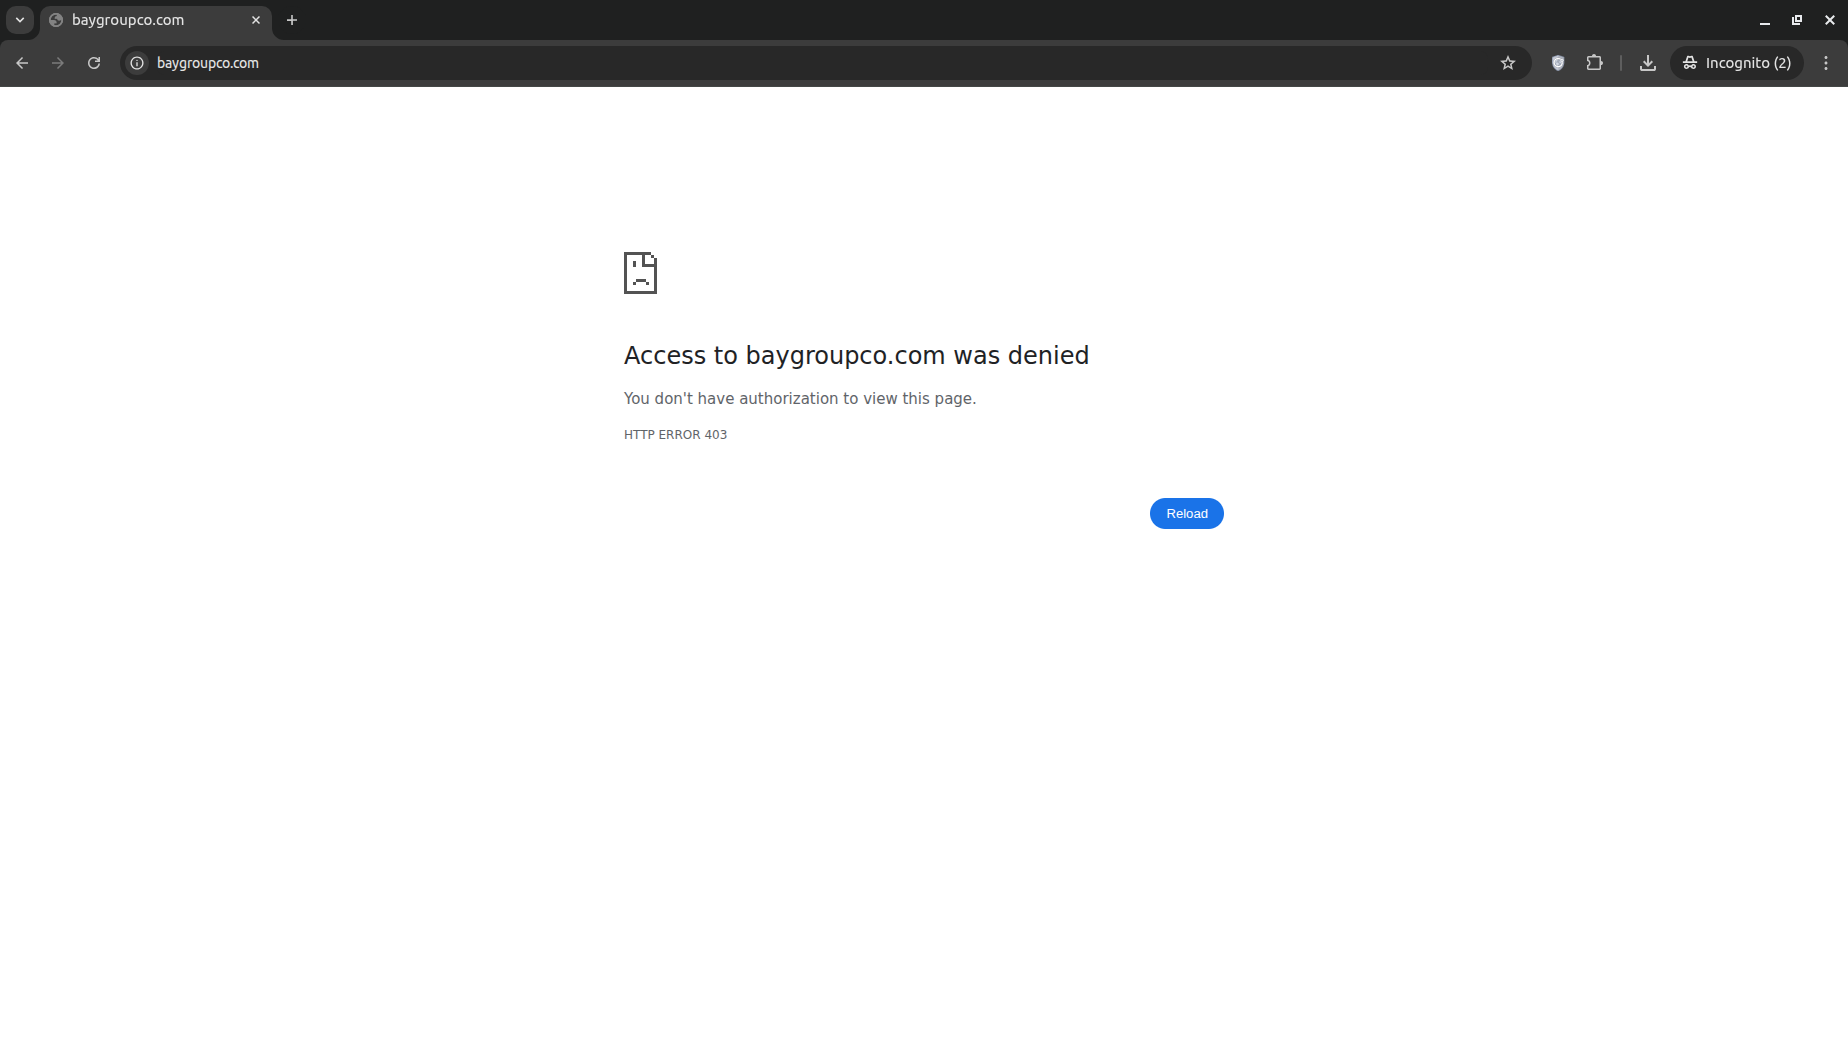 baygroupco.com
baygroupco.com
Incognito (2)
Access to baygroupco.com was denied
You don't have authorization to view this page.
HTTP ERROR 403
Reload